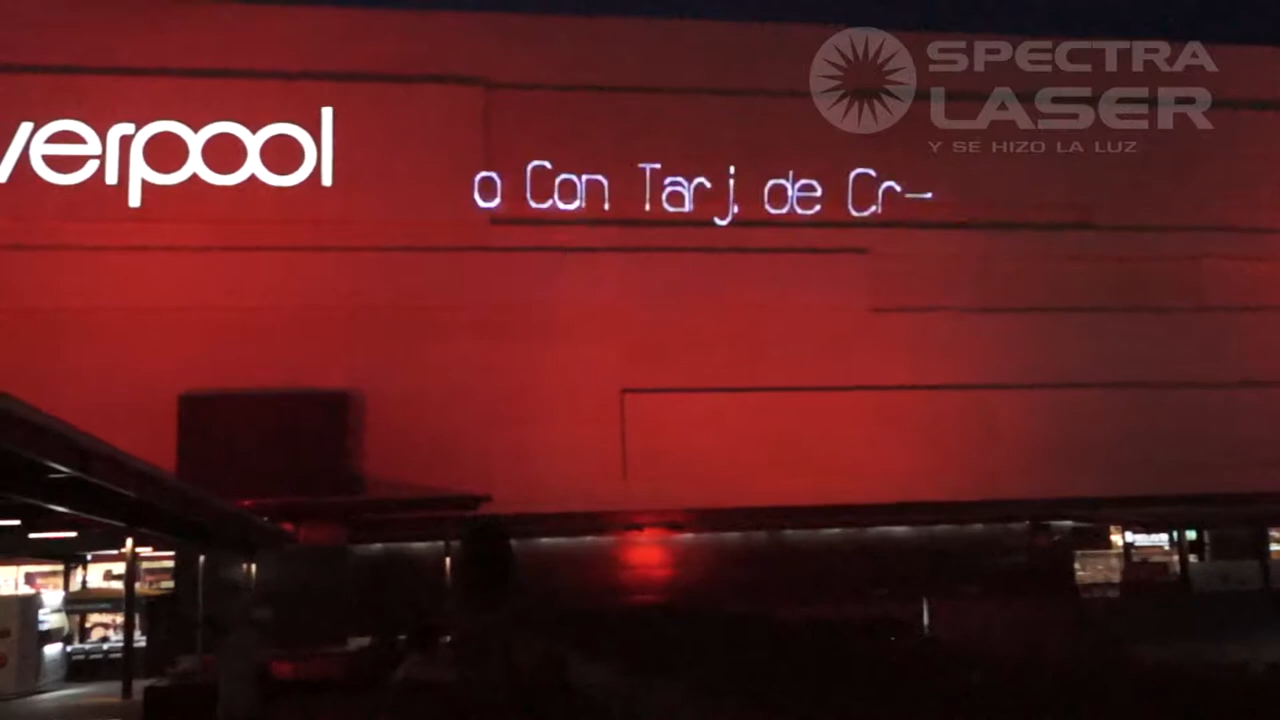 verpool
o Con Tarj. de Cr-
SPECTRA
LASER
Y SE HIZO LA LUZ